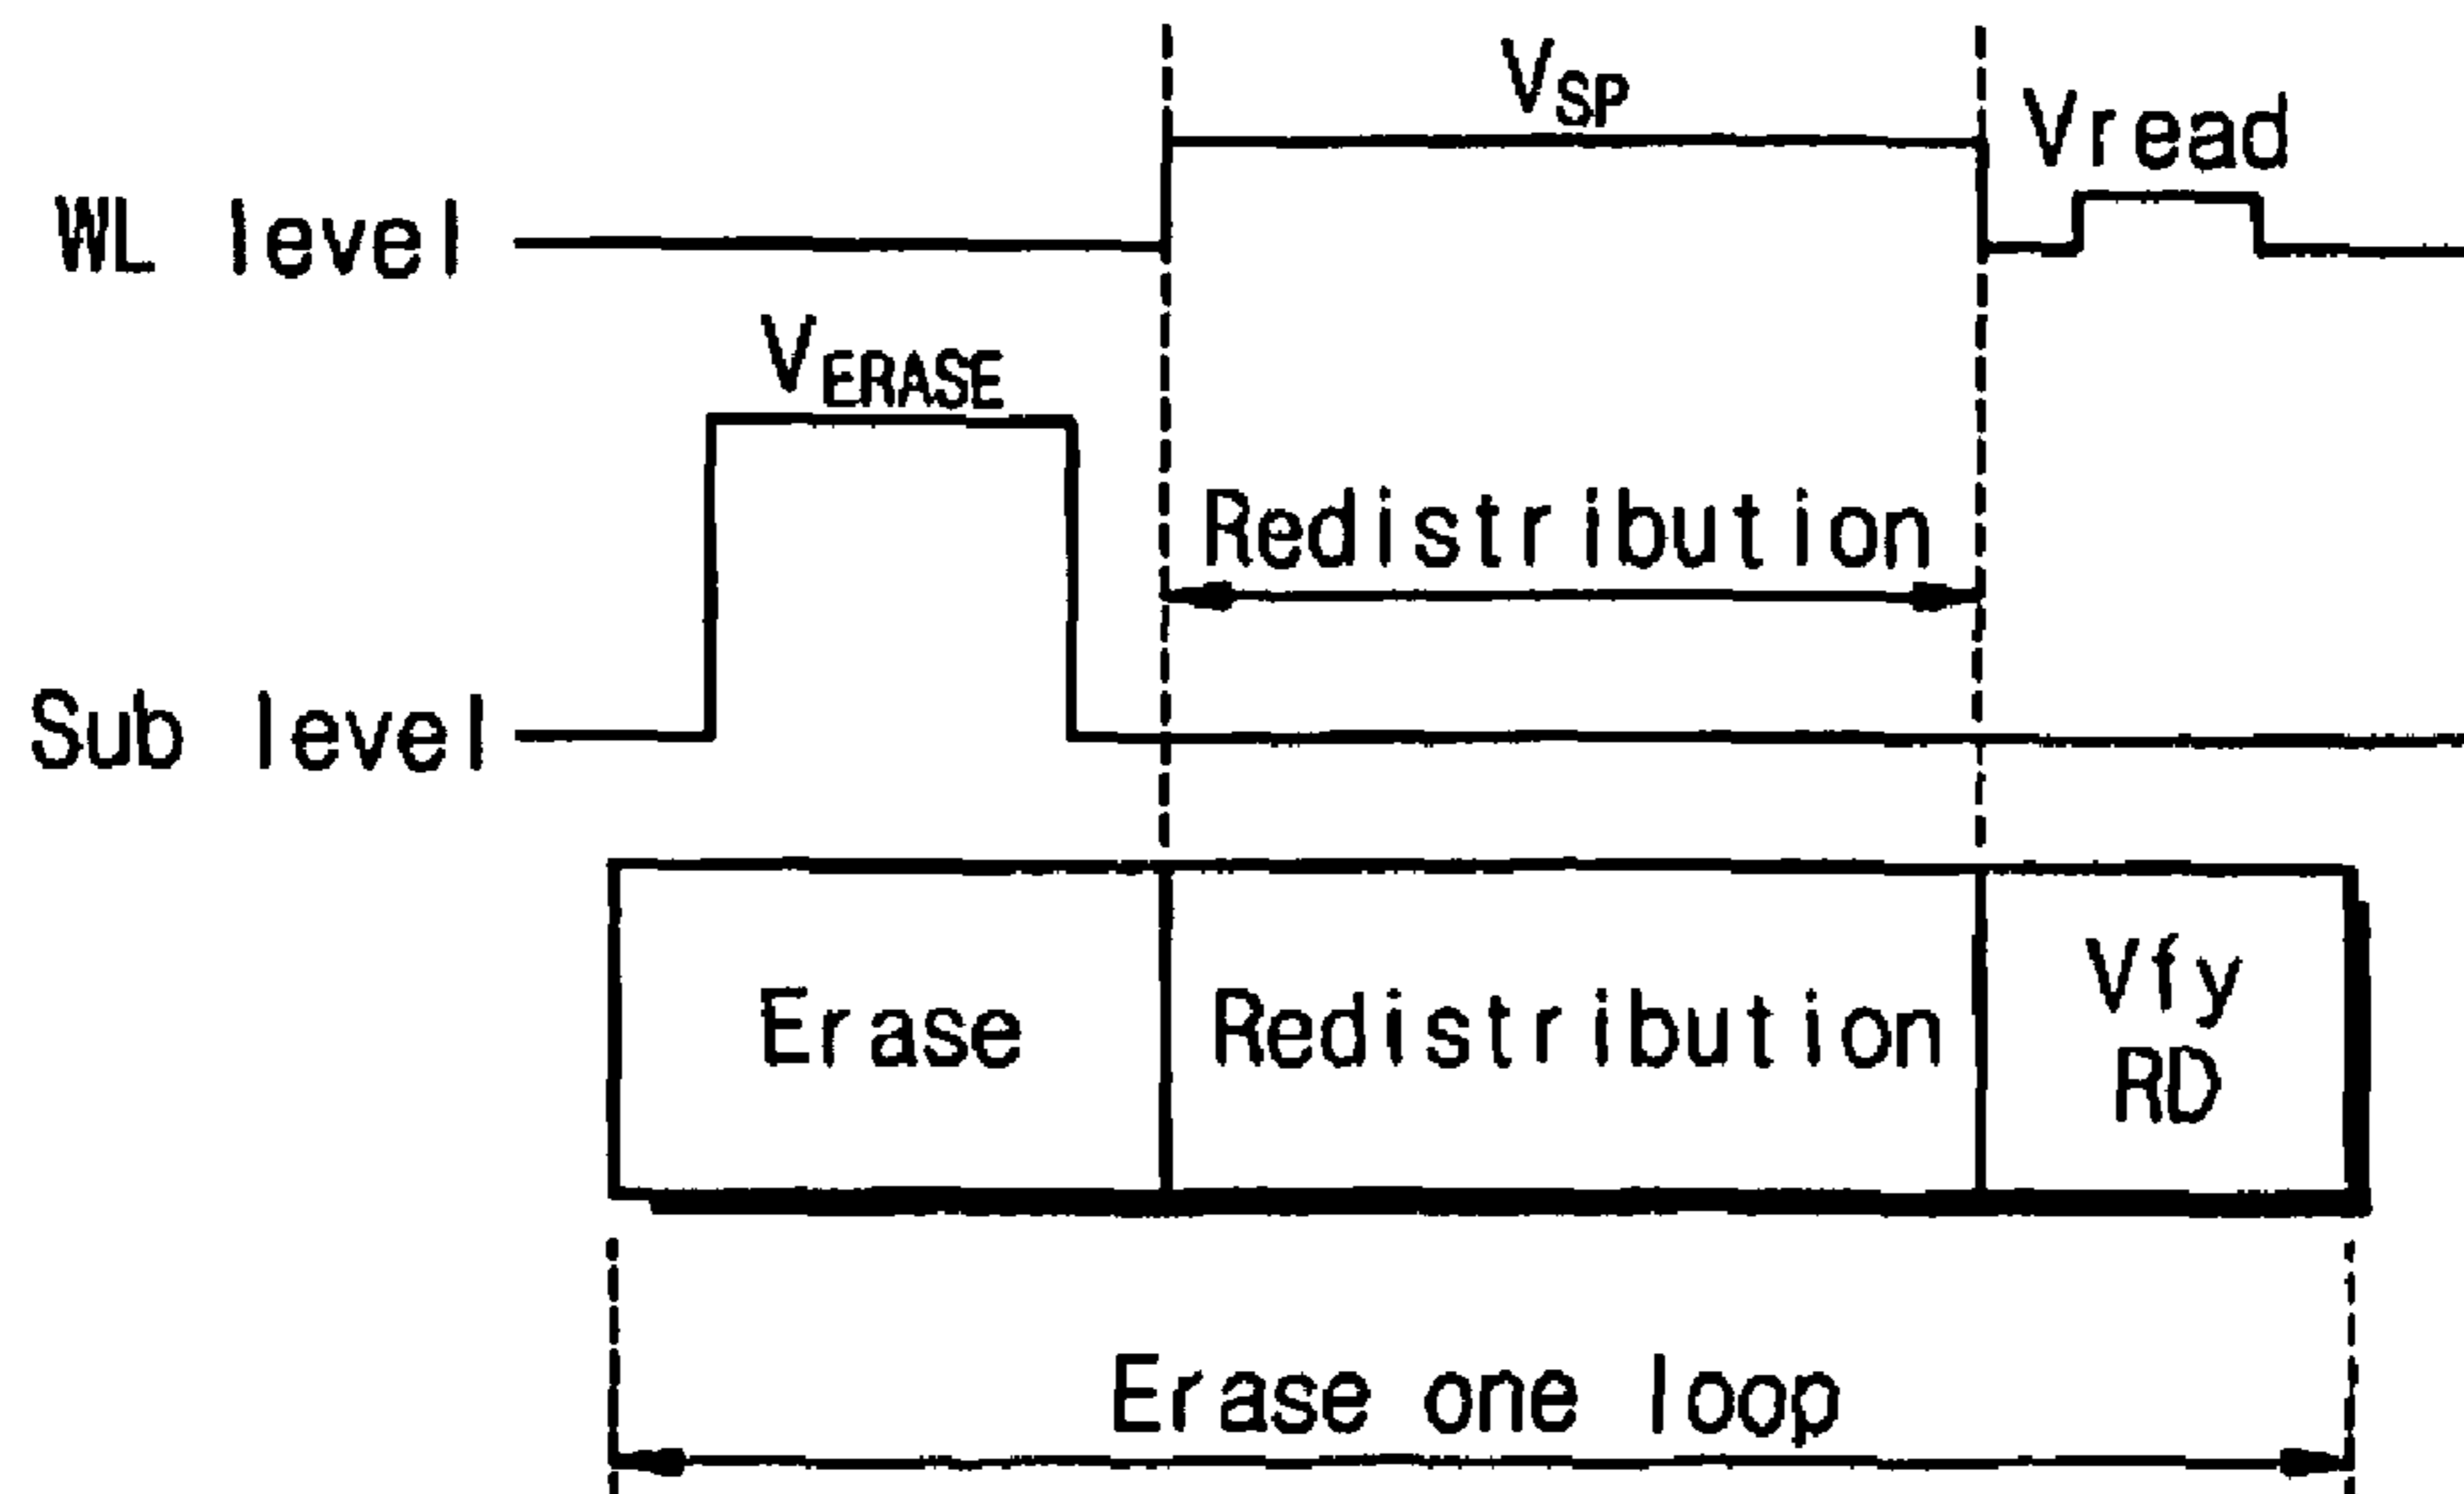 VSP
Vread
WL level
VERASE
Redistribution
Sub level
Erase
Redistribution
Vfy
RD
Erase one loop